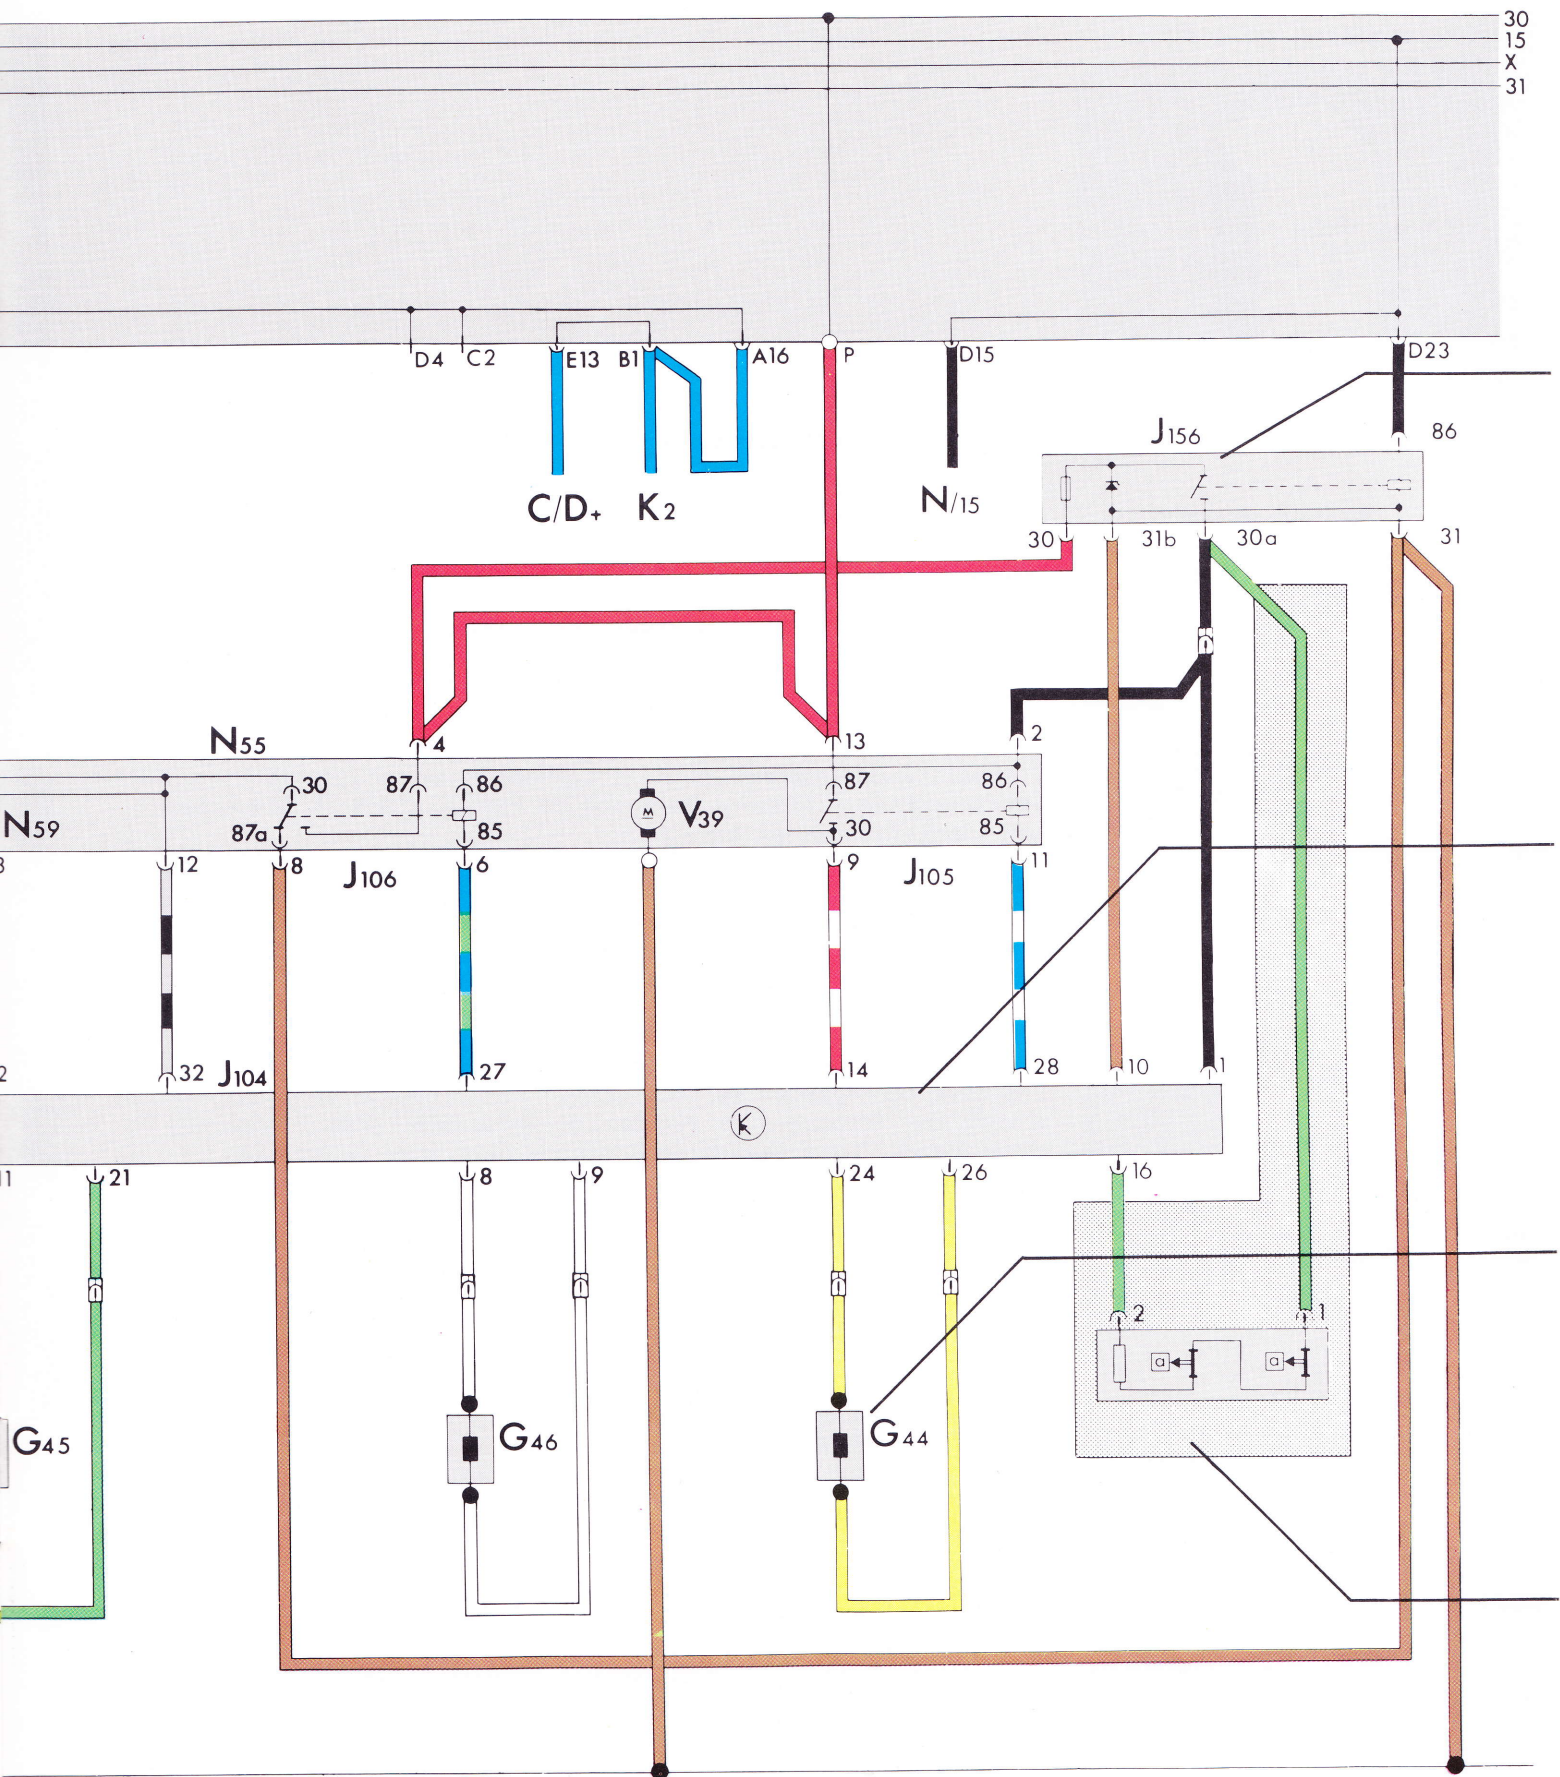 30
15
X
31
D4 C2 E13 B1 A16 P D15 D23
J156 86
C/D+ K2 N/15
30 31b 30a 31
N55 4 13 2
30 87 86 87 86
N59 V39
87a 85 30 85
12 8 J106 6 9 J105 11
32 J104 27 14 28 10 1
21 8 9 24 26 16
2 1
a a
G45 G46 G44
M